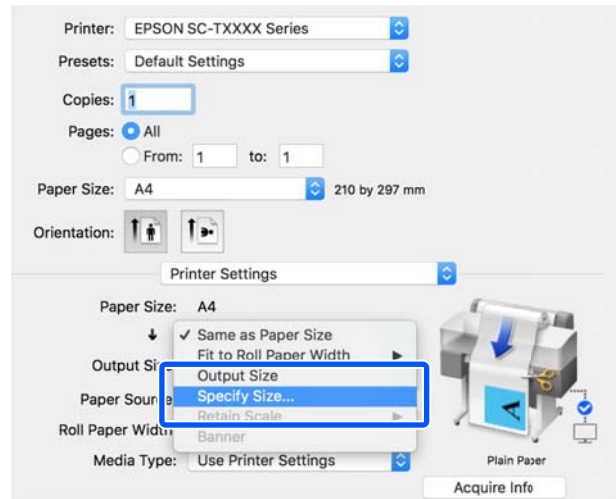 Printer: EPSON SC-TXXXX Series
Presets: Default Settings
Copies: 1
Pages: All
From: 1 to: 1
Paper Size: A4 210 by 297 mm
Orientation:
Printer Settings
Paper Size: A4
✓ Same as Paper Size
Fit to Roll Paper Width
Output Siz Output Size
Paper Source Specify Size...
Retain Scale
Roll Paper Width Banner
Media Type: Use Printer Settings
Plain Paper
Acquire Info